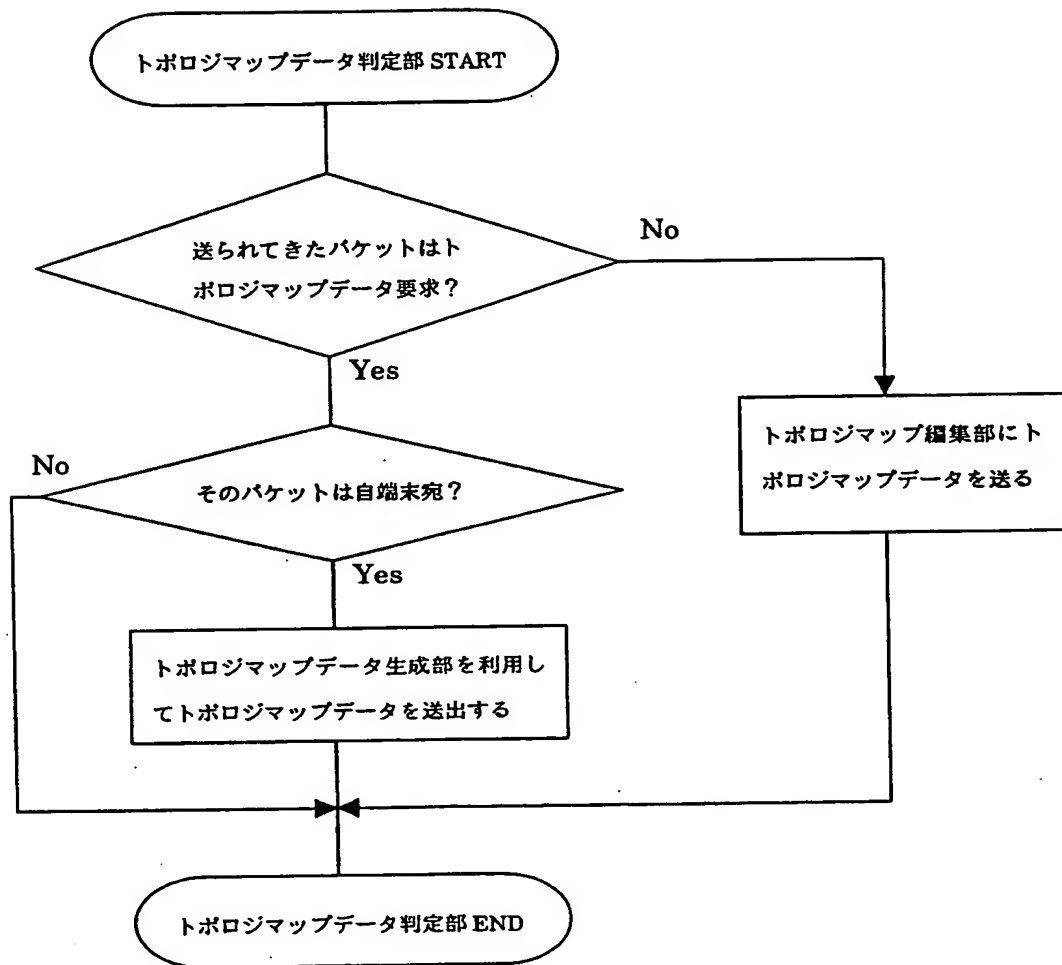 トポロジマップデータ判定部 START
送られてきたパケットはト
ポロジマップデータ要求？
No
Yes
トポロジマップ編集部にト
ポロジマップデータを送る
No
そのパケットは自端末宛？
Yes
トポロジマップデータ生成部を利用し
てトポロジマップデータを送出する
トポロジマップデータ判定部 END